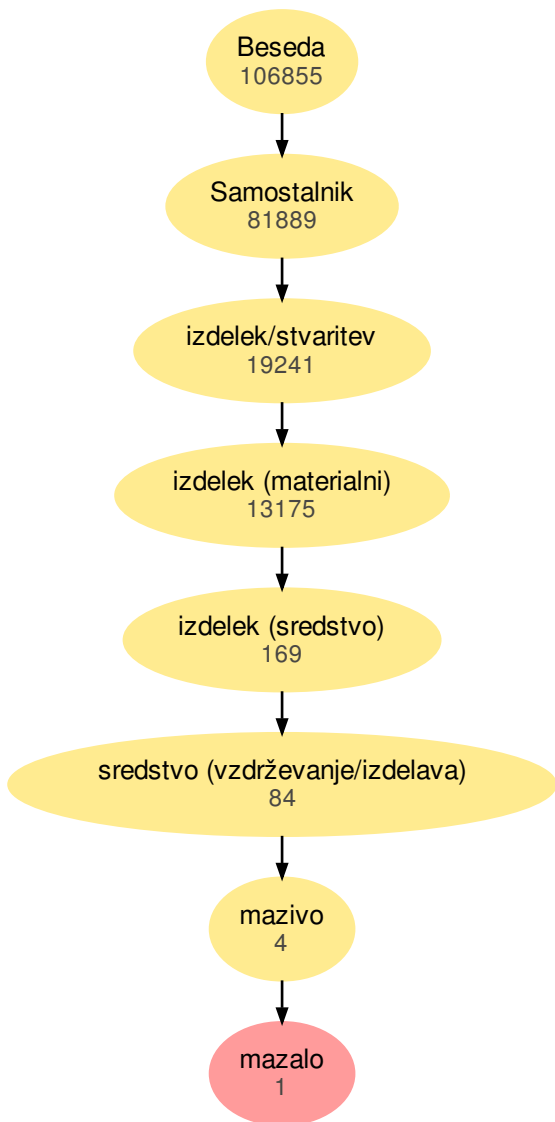 Beseda
106855
Samostalnik
81889
izdelek/stvaritev
19241
izdelek (materialni)
13175
izdelek (sredstvo)
169
sredstvo (vzdrževanje/izdelava)
84
mazivo
4
mazalo
1